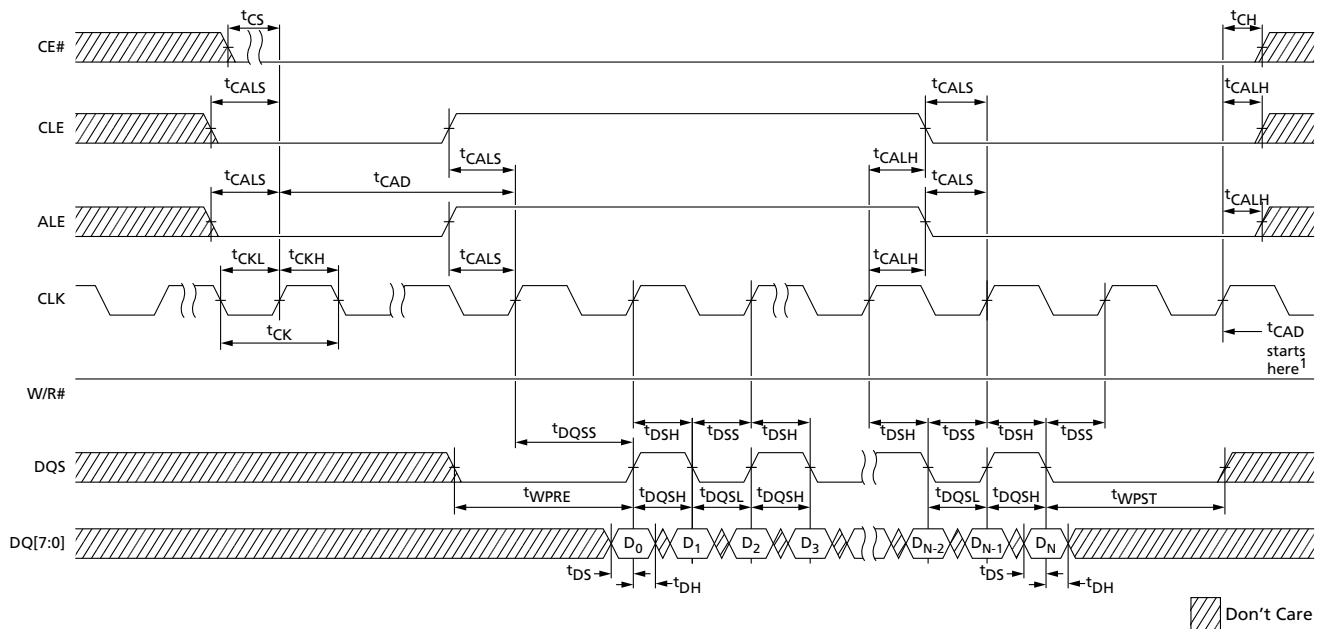 tCS tCH
CE#
tCALS tCALS tCALH
CLE
tCALS tCALH
tCALS tCAD tCALS
ALE tCALH
tCKL tCKH tCALS tCALH
CLK
tCK tCAD
starts
here1
W/R#
tDQSS tDSH tDSS tDSH tDSH tDSS tDSH tDSS
DQS
tWPRE tDQSH tDQSL tDQSH tDQSL tDQSH tWPST
DQ[7:0] D0 D1 D2 D3 DN-2 DN-1 DN
tDS tDH tDS tDH
Don't Care